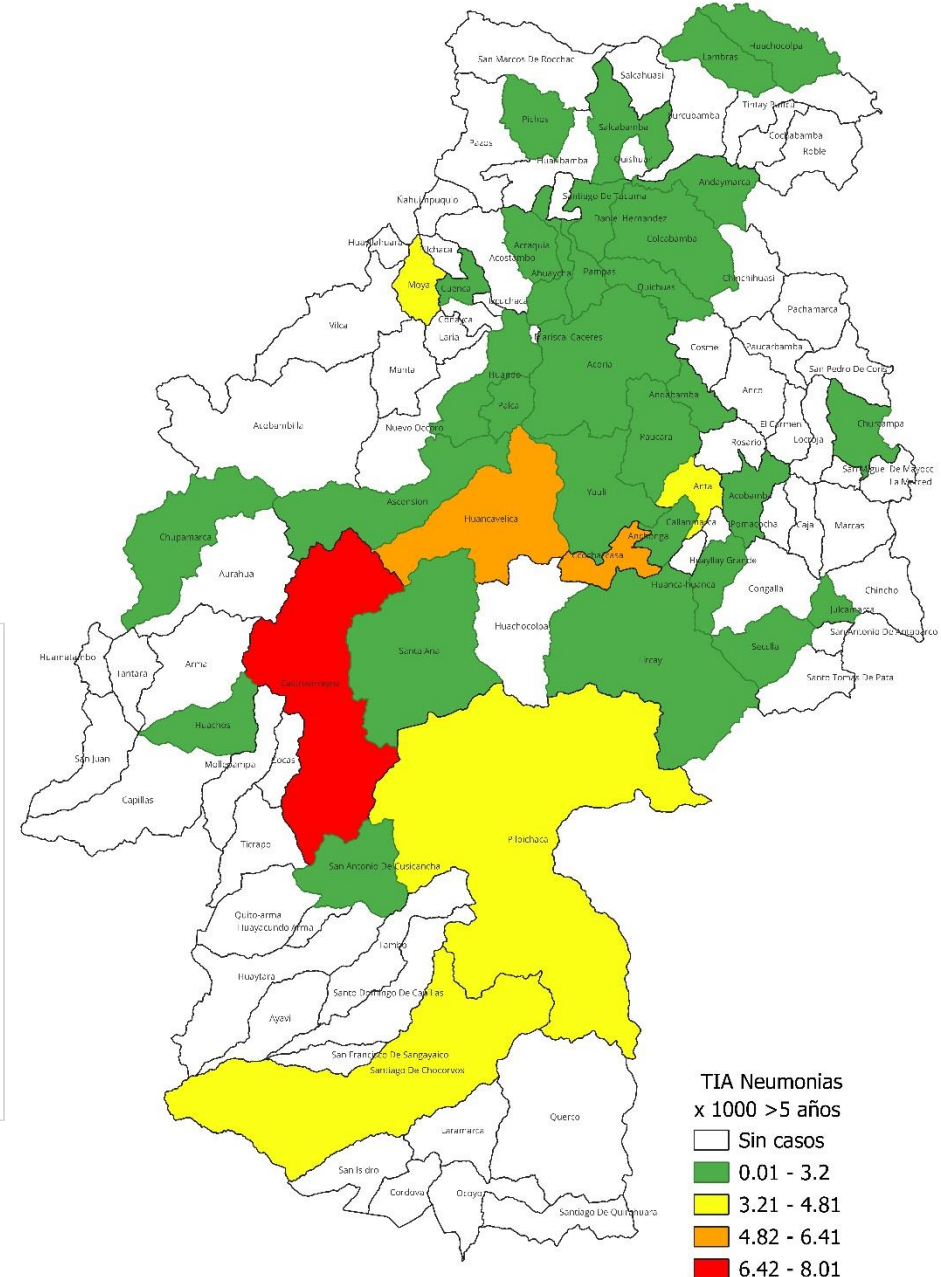 Huachocolpa
Lambras
San Marcos De Rocchac
Salcahuasi
Tintay Puncu
Pichos
Salcabamba
Cochabamba
Roble
Pazos
Quishuar
Andaymarca
Santiago De Tucuma
Daniel Hernandez
Colcabamba
Acraquia
Acostambo
Ahuaycha
Pampas
Chinchihuasi
Moya
Cuenca
Quichuas
Pachamarca
Vilca
Conayca
Laria
Acoria
Cosme
Paucarbamba
San Pedro De Coris
Manta
Huando
Anco
Andabamba
Palca
El Carmen
Churcampa
Acobambilla
Nuevo Occoro
Paucara
Rosario
Locroja
San Miguel De Mayocc
La Merced
Ascension
Yauli
Anta
Acobamba
Huancavelica
Callanmarca
Pomacocha
Caja
Marcas
Chupamarca
Anchonga
Ccochaccasa
Huayllay Grande
Aurahua
Huanca-huanca
Congalla
Chincho
Julcamarca
Huachocolpa
San Antonio De Antaparco
Huamatambo
Tantara
Arma
Santa Ana
Lircay
Secclla
Santo Tomas De Pata
Castrovirreyna
Huachos
San Juan
Mollepampa
Cocas
Capillas
Ticrapo
Pilpichaca
San Antonio De Cusicancha
Quito-arma
Huayacundo Arma
Tambo
Huaytara
Santo Domingo De Capillas
Ayavi
San Francisco De Sangayaico
Santiago De Chocorvos
Querco
Laramarca
San Isidro
Cordova
Ocoyo
Santiago De Quirahuara
TIA Neumonias
x 1000 >5 años
Sin casos
0.01 - 3.2
3.21 - 4.81
4.82 - 6.41
6.42 - 8.01